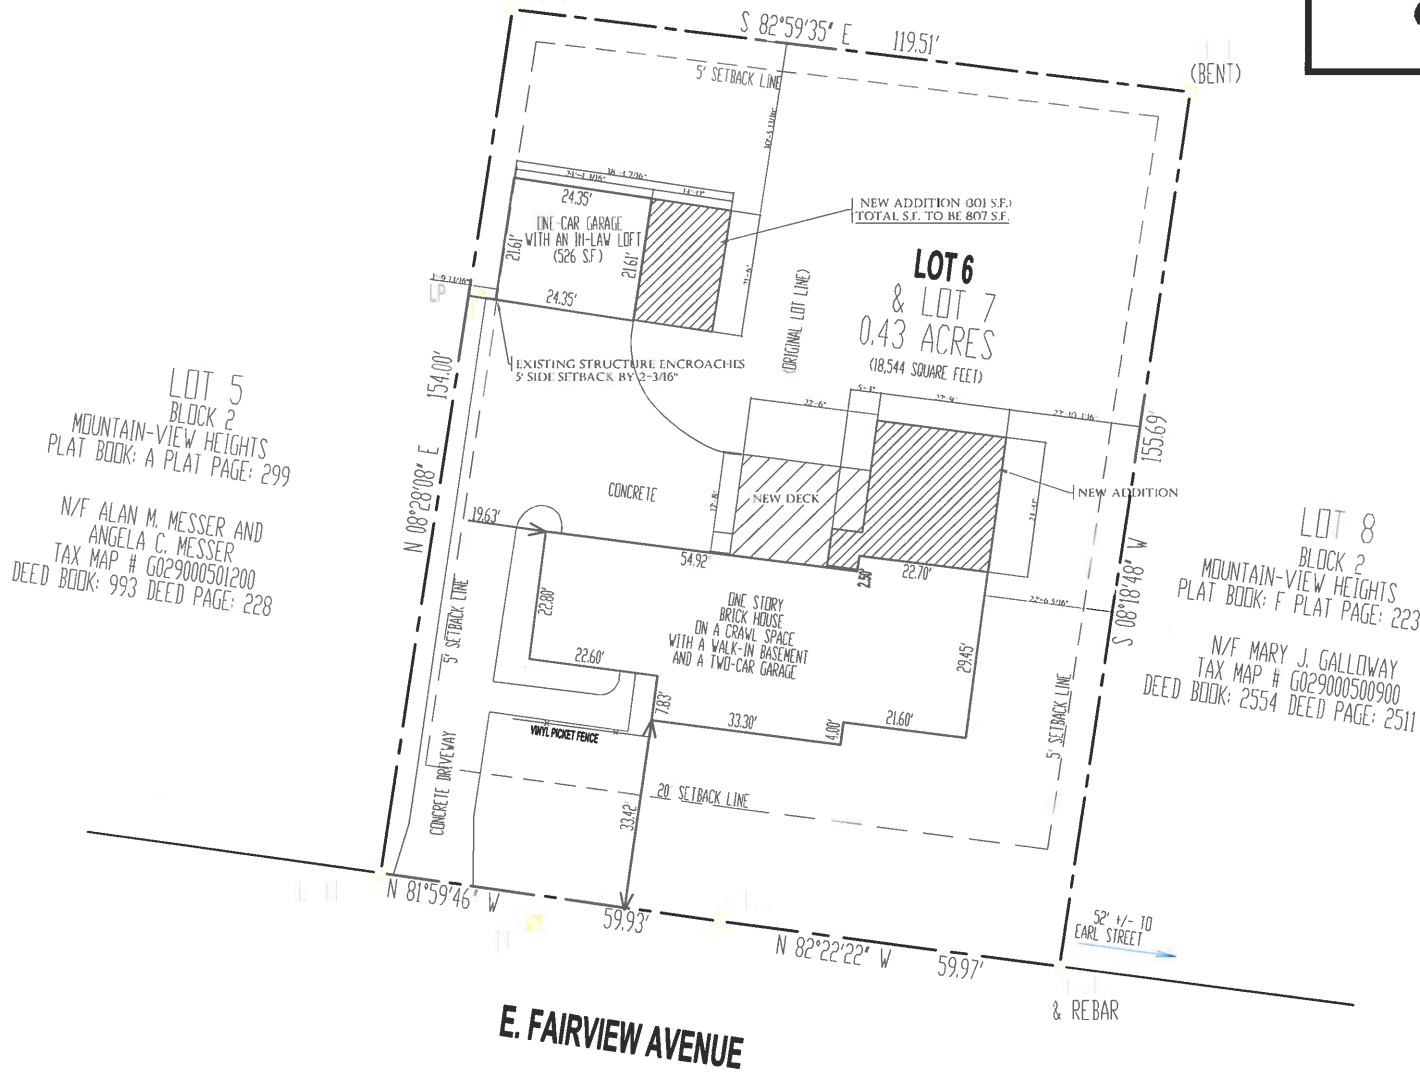 S 82°59'35" E 119.51'
(BENT)
5' SETBACK LINE
24.35'
ONE-CAR GARAGE
WITH AN IN-LAW LOFT
(526 S.F.)
21.61'
21.61'
24.35'
14'-0"
NEW ADDITION (301 S.F.)
TOTAL S.F. TO BE 807 S.F.
LOT 6
& LOT 7
0.43 ACRES
(18,544 SQUARE FEET)
(ORIGINAL LOT LINE)
LP
EXISTING STRUCTURE ENCROACHES
5' SIDE SETBACK BY 2-3/16"
154.00'
N 08°28'08" E
LOT 5
BLOCK 2
MOUNTAIN-VIEW HEIGHTS
PLAT BOOK: A PLAT PAGE: 299
N/F ALAN M. MESSER AND
ANGELA C. MESSER
TAX MAP # G029000501200
DEED BOOK: 993 DEED PAGE: 228
155.69'
S 08°18'48" W
CONCRETE
NEW DECK
NEW ADDITION
LOT 8
BLOCK 2
MOUNTAIN-VIEW HEIGHTS
PLAT BOOK: F PLAT PAGE: 223
N/F MARY J. GALLOWAY
TAX MAP # G029000500900
DEED BOOK: 2554 DEED PAGE: 2511
19.63'
54.92'
2.50'
22.70'
22.80'
ONE STORY
BRICK HOUSE
ON A CRAWL SPACE
WITH A WALK-IN BASEMENT
AND A TWO-CAR GARAGE
29.45'
22.60'
7.83'
33.30'
4.00'
21.60'
5' SETBACK LINE
5' SETBACK LINE
VINYL PICKET FENCE
CONCRETE DRIVEWAY
20' SETBACK LINE
33.42'
N 81°59'46" W
59.93'
N 82°22'22" W 59.97'
52' +/- TO
EARL STREET
& REBAR
E. FAIRVIEW AVENUE